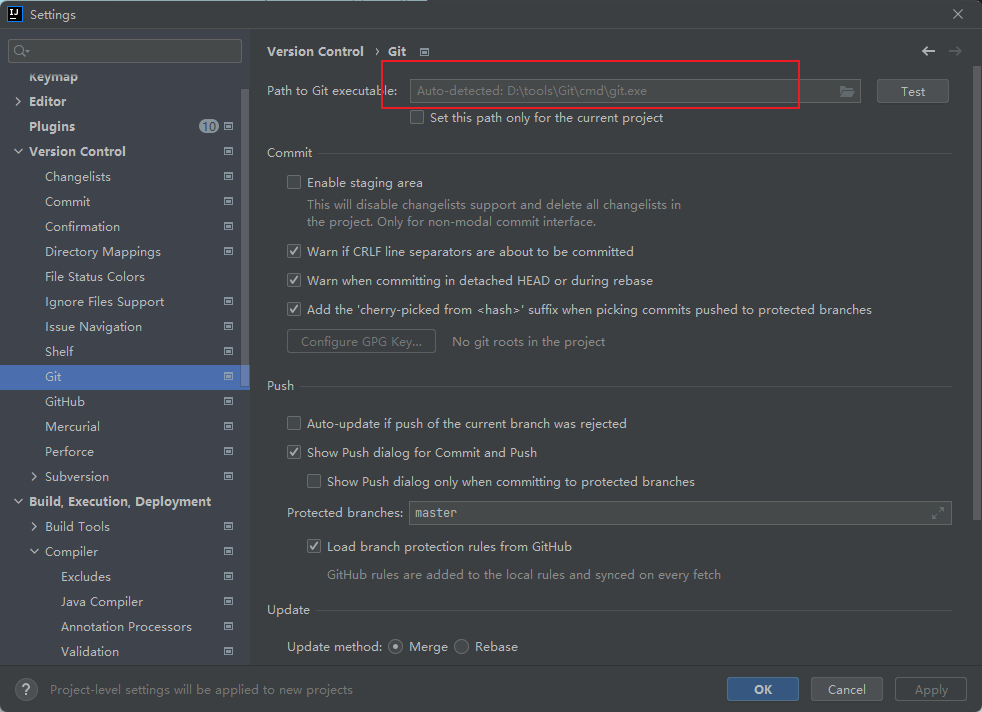 Settings
Keymap
Editor
Plugins 10
Version Control
Changelists
Commit
Confirmation
Directory Mappings
File Status Colors
Ignore Files Support
Issue Navigation
Shelf
Git
GitHub
Mercurial
Perforce
Subversion
Build, Execution, Deployment
Build Tools
Compiler
Excludes
Java Compiler
Annotation Processors
Validation
Version Control › Git
Path to Git executable: Auto-detected: D:\tools\Git\cmd\git.exe Test
Set this path only for the current project
Commit
Enable staging area
This will disable changelists support and delete all changelists in
the project. Only for non-modal commit interface.
Warn if CRLF line separators are about to be committed
Warn when committing in detached HEAD or during rebase
Add the 'cherry-picked from <hash>' suffix when picking commits pushed to protected branches
Configure GPG Key... No git roots in the project
Push
Auto-update if push of the current branch was rejected
Show Push dialog for Commit and Push
Show Push dialog only when committing to protected branches
Protected branches: master
Load branch protection rules from GitHub
GitHub rules are added to the local rules and synced on every fetch
Update
Update method: Merge Rebase
? Project-level settings will be applied to new projects
OK Cancel Apply